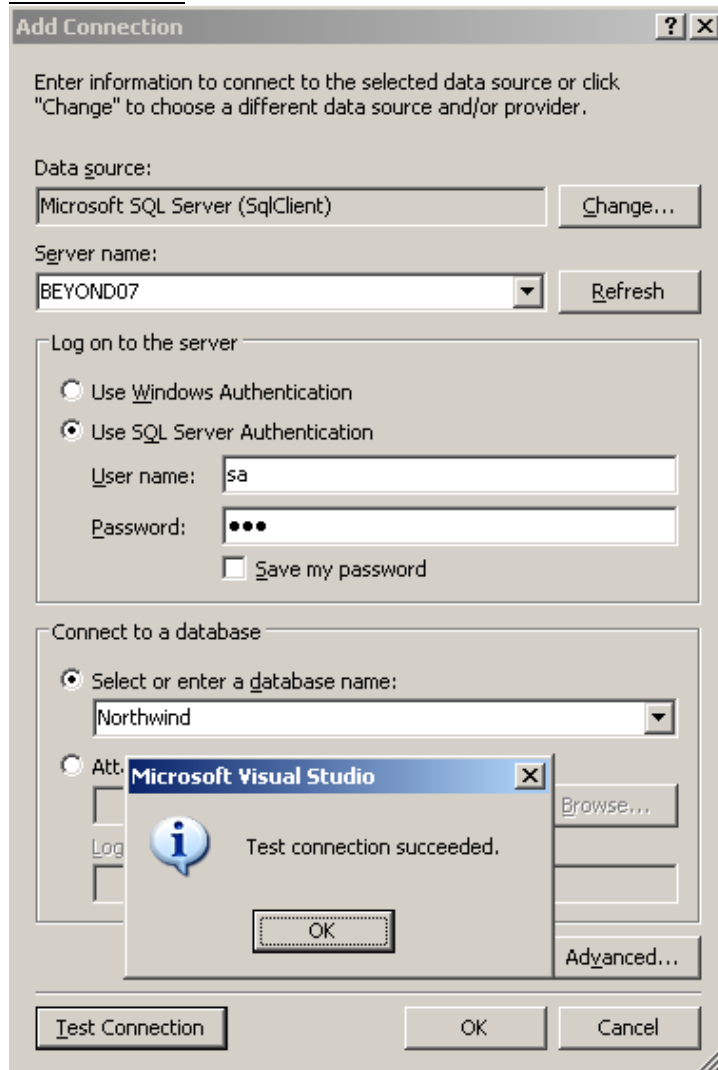 Add Connection
Enter information to connect to the selected data source or click
"Change" to choose a different data source and/or provider.
Data source:
Microsoft SQL Server (SqlClient)
Change...
Server name:
BEYOND07
Refresh
Log on to the server
Use Windows Authentication
Use SQL Server Authentication
User name:
sa
Password:
●●●
Save my password
Connect to a database
Select or enter a database name:
Northwind
Att
Microsoft Visual Studio
Browse...
Log
Test connection succeeded.
OK
Advanced...
Test Connection
OK
Cancel